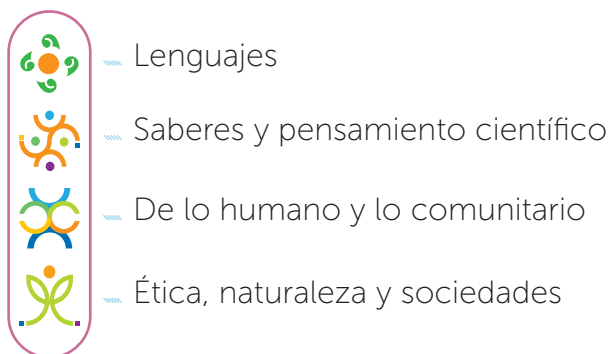 Lenguajes
Saberes y pensamiento científico
De lo humano y lo comunitario
Ética, naturaleza y sociedades